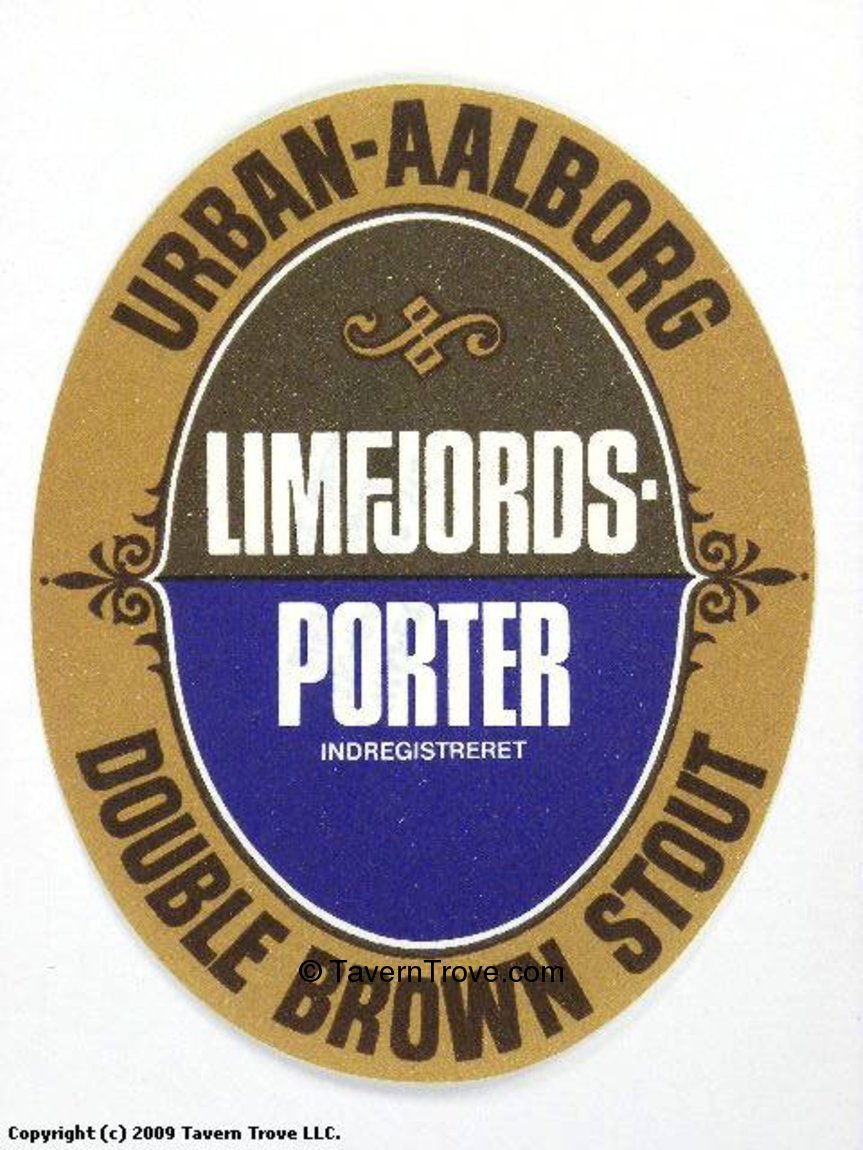 URBAN-AALBORG
LIMFJORDS-
PORTER
INDREGISTRERET
DOUBLE BROWN STOUT
© TavernTrove.com
Copyright (c) 2009 Tavern Trove LLC.